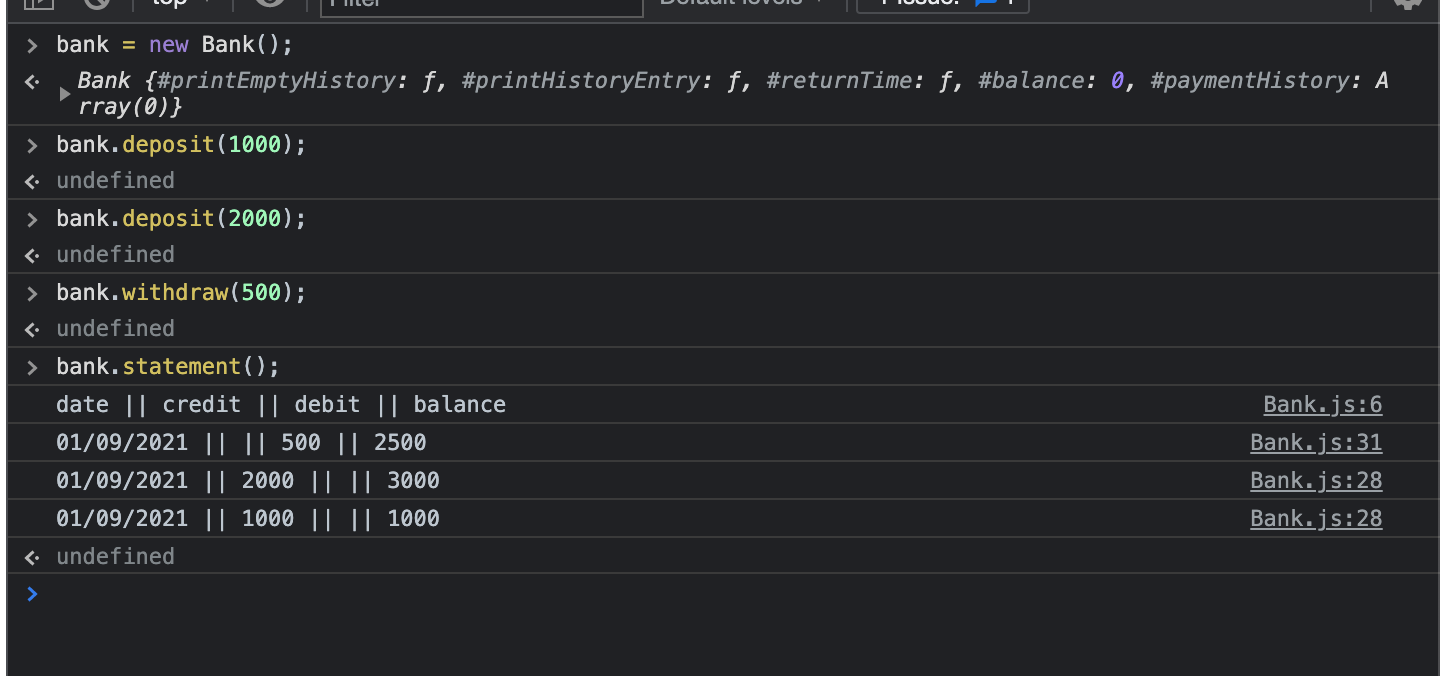 top Filter Default levels 1 Issue: 1
> bank = new Bank();
Bank {#printEmptyHistory: ƒ, #printHistoryEntry: ƒ, #returnTime: ƒ, #balance: 0, #paymentHistory: A
rray(0)}
> bank.deposit(1000);
undefined
> bank.deposit(2000);
undefined
> bank.withdraw(500);
undefined
> bank.statement();
date || credit || debit || balance Bank.js:6
01/09/2021 || || 500 || 2500 Bank.js:31
01/09/2021 || 2000 || || 3000 Bank.js:28
01/09/2021 || 1000 || || 1000 Bank.js:28
undefined
>